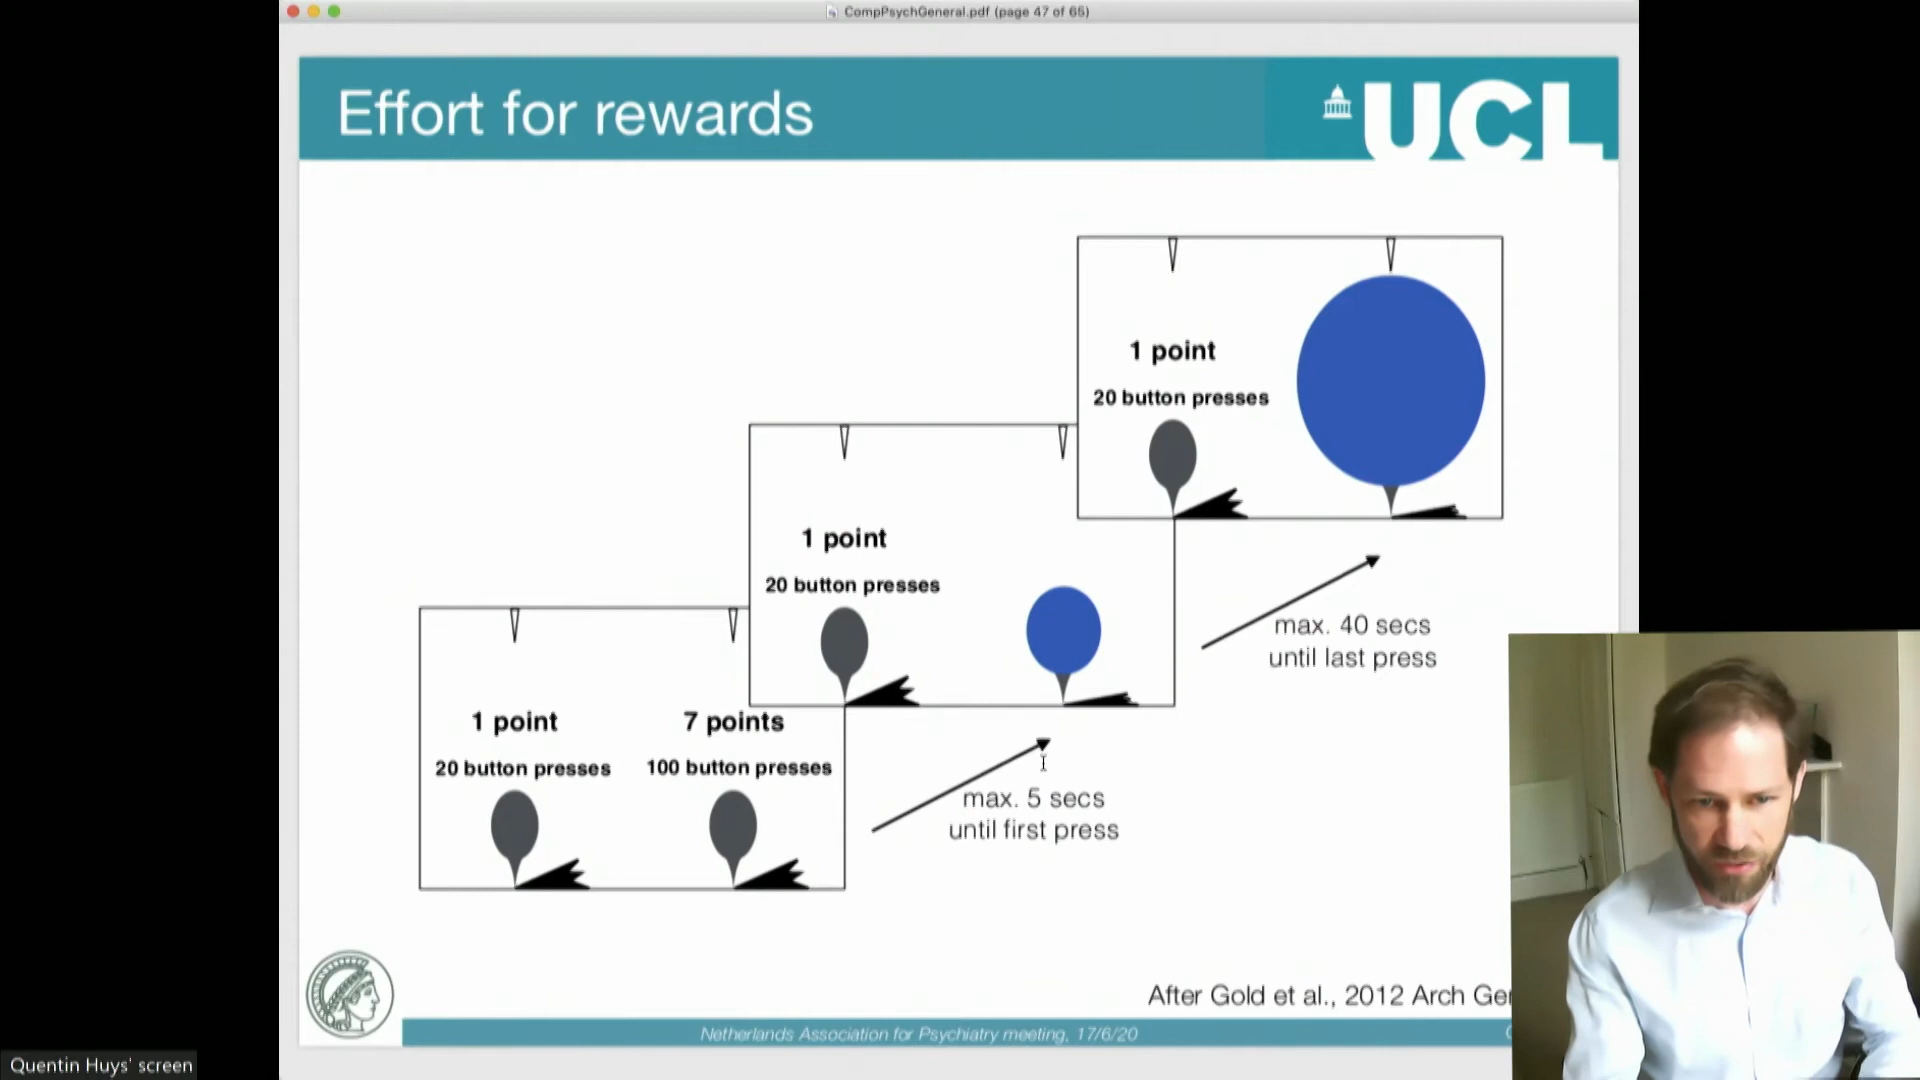 CompPsychGeneral.pdf (page 47 of 65)
Effort for rewards
UCL
1 point
20 button presses
1 point
20 button presses
max. 40 secs
until last press
1 point
7 points
20 button presses
100 button presses
max. 5 secs
until first press
After Gold et al., 2012 Arch
Netherlands Association for Psychiatry meeting, 17/6/20
Quentin Huys' screen